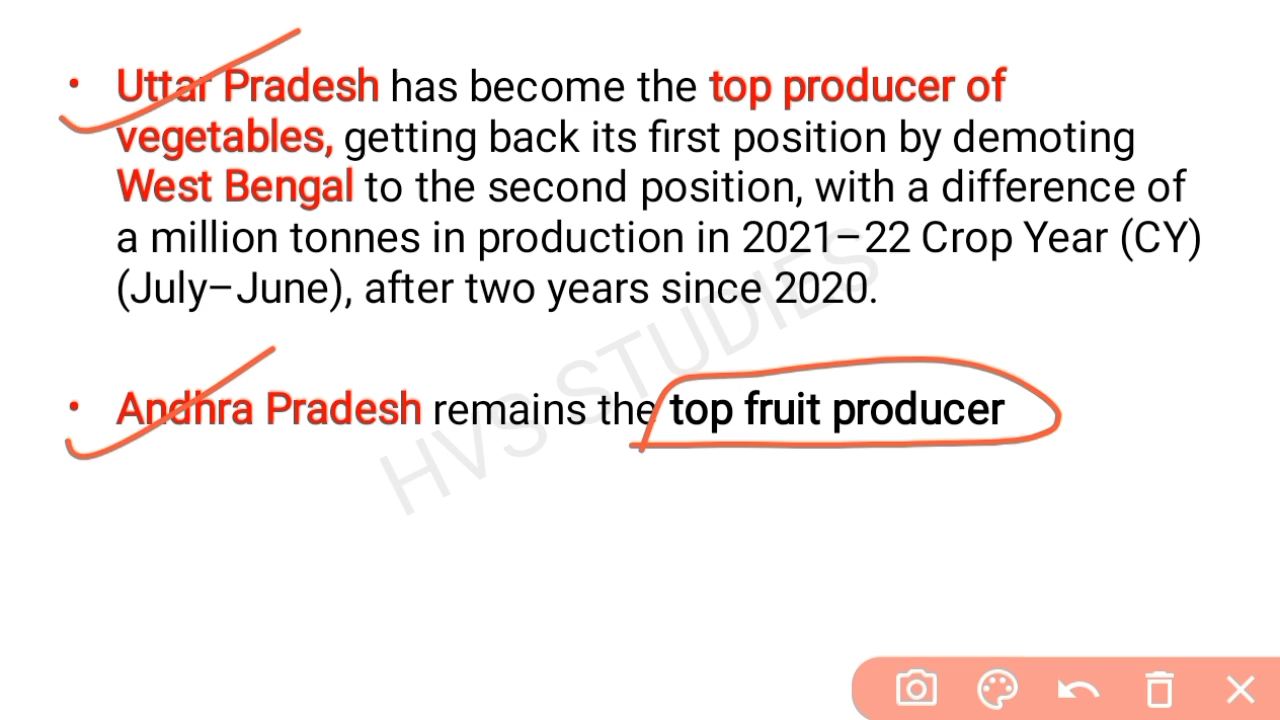 • Uttar Pradesh has become the top producer of
vegetables, getting back its first position by demoting
West Bengal to the second position, with a difference of
a million tonnes in production in 2021–22 Crop Year (CY)
(July–June), after two years since 2020.
• Andhra Pradesh remains the top fruit producer
HVS STUDIES